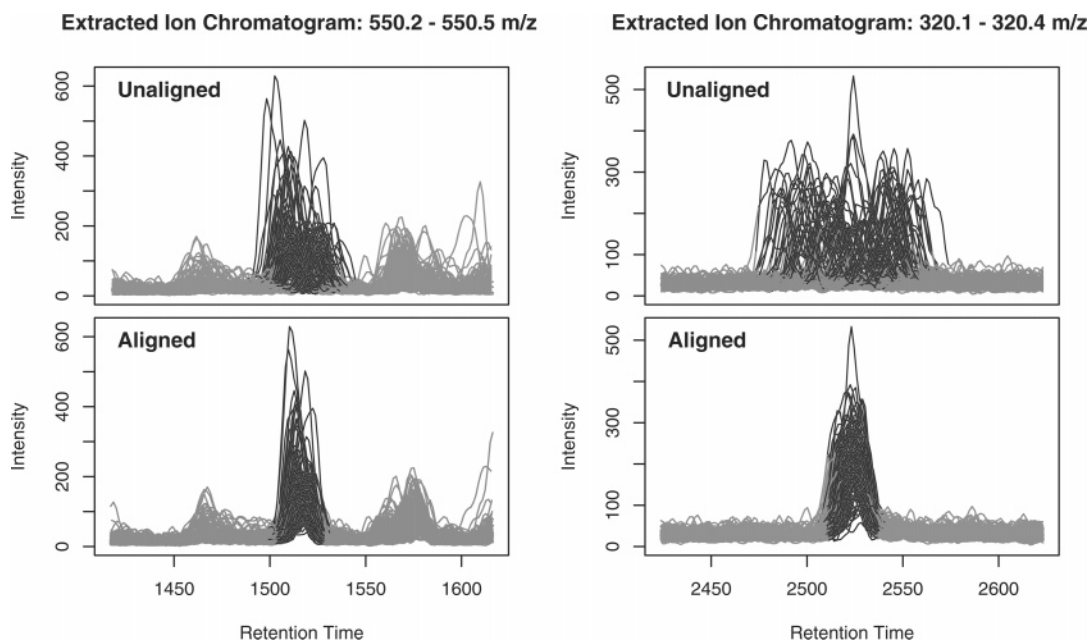 Extracted Ion Chromatogram: 550.2 - 550.5 m/z
Unaligned
Intensity
600
400
200
0
Aligned
Intensity
600
400
200
0
1450
1500
1550
1600
Retention Time
Extracted Ion Chromatogram: 320.1 - 320.4 m/z
Unaligned
Intensity
500
300
100
0
Aligned
Intensity
500
300
100
0
2450
2500
2550
2600
Retention Time